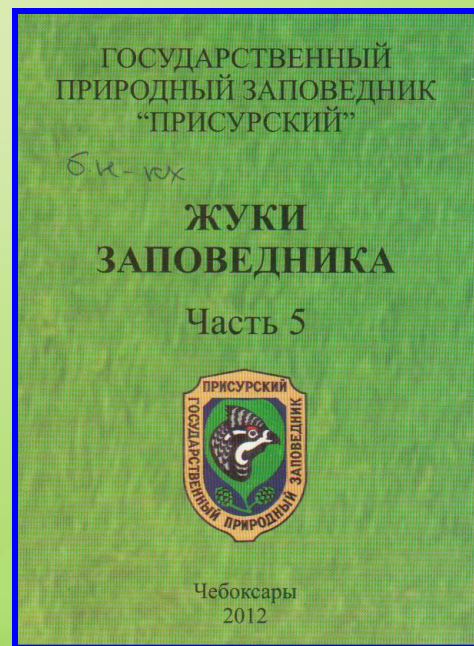 ГОСУДАРСТВЕННЫЙ
ПРИРОДНЫЙ ЗАПОВЕДНИК
“ПРИСУРСКИЙ”
ЖУКИ
ЗАПОВЕДНИКА
Часть 5
ПРИСУРСКИЙ
ГОСУДАРСТВЕННЫЙ ПРИРОДНЫЙ ЗАПОВЕДНИК
Чебоксары
2012